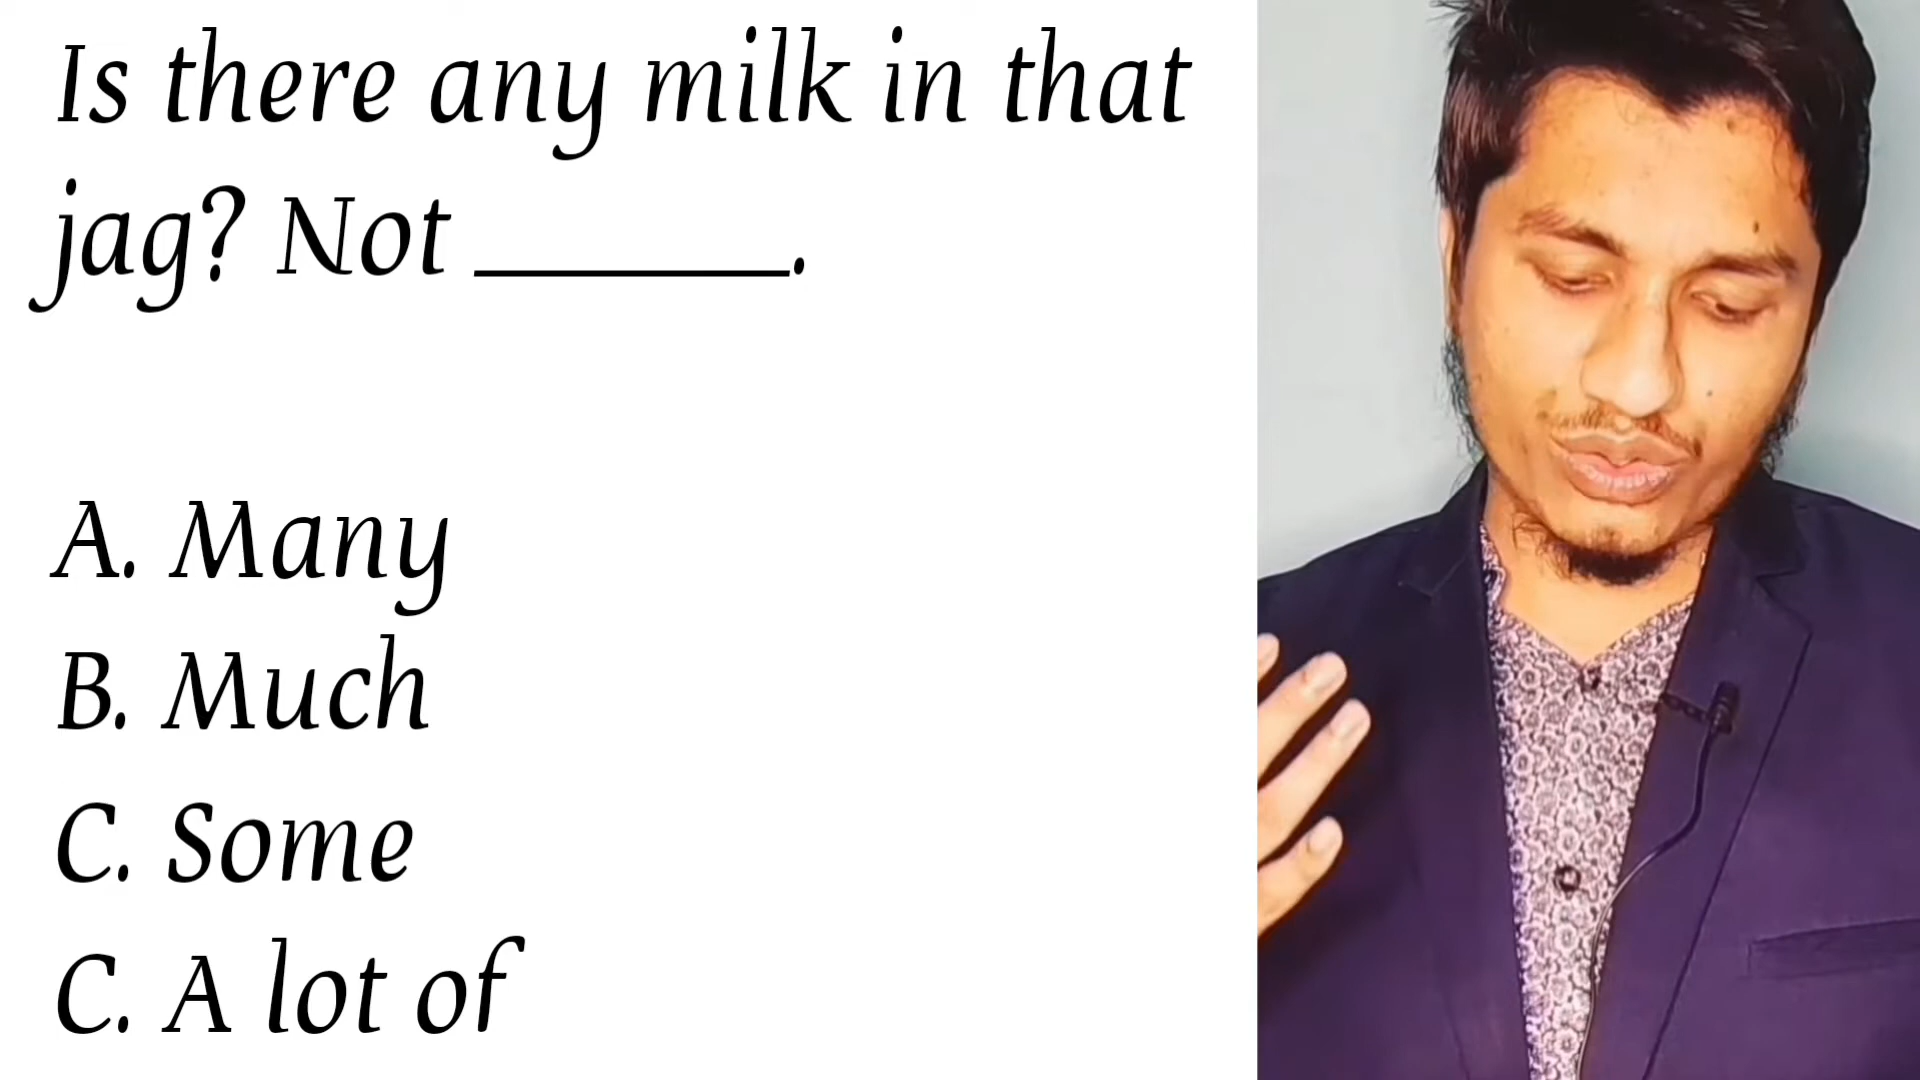 Is there any milk in that
jag? Not ______.
A. Many
B. Much
C. Some
C. A lot of